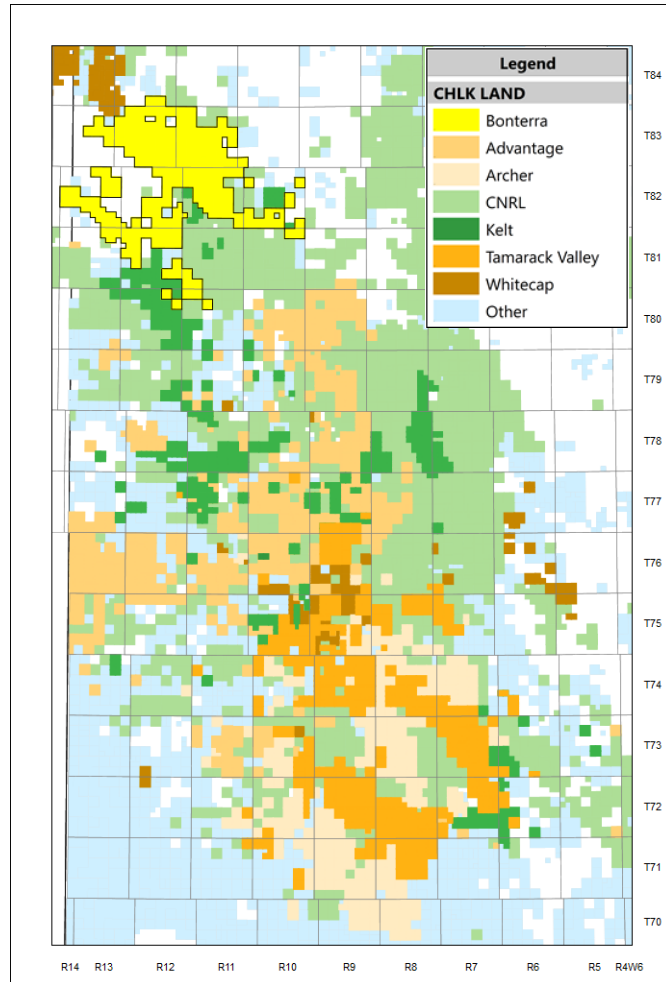 Legend
CHLK LAND
Bonterra
Advantage
Archer
CNRL
Kelt
Tamarack Valley
Whitecap
Other
T84
T83
T82
T81
T80
T79
T78
T77
T76
T75
T74
T73
T72
T71
T70
R14 R13 R12 R11 R10 R9 R8 R7 R6 R5 R4W6